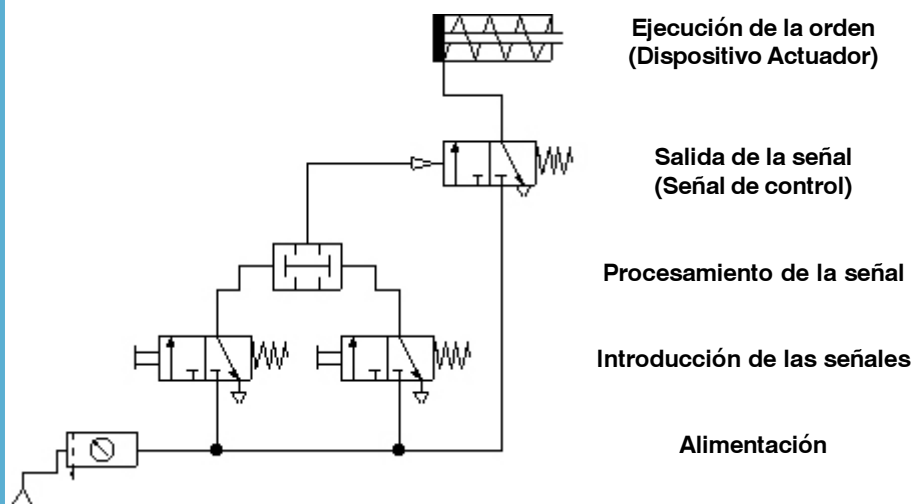 Ejecución de la orden
(Dispositivo Actuador)
Salida de la señal
(Señal de control)
Procesamiento de la señal
Introducción de las señales
Alimentación